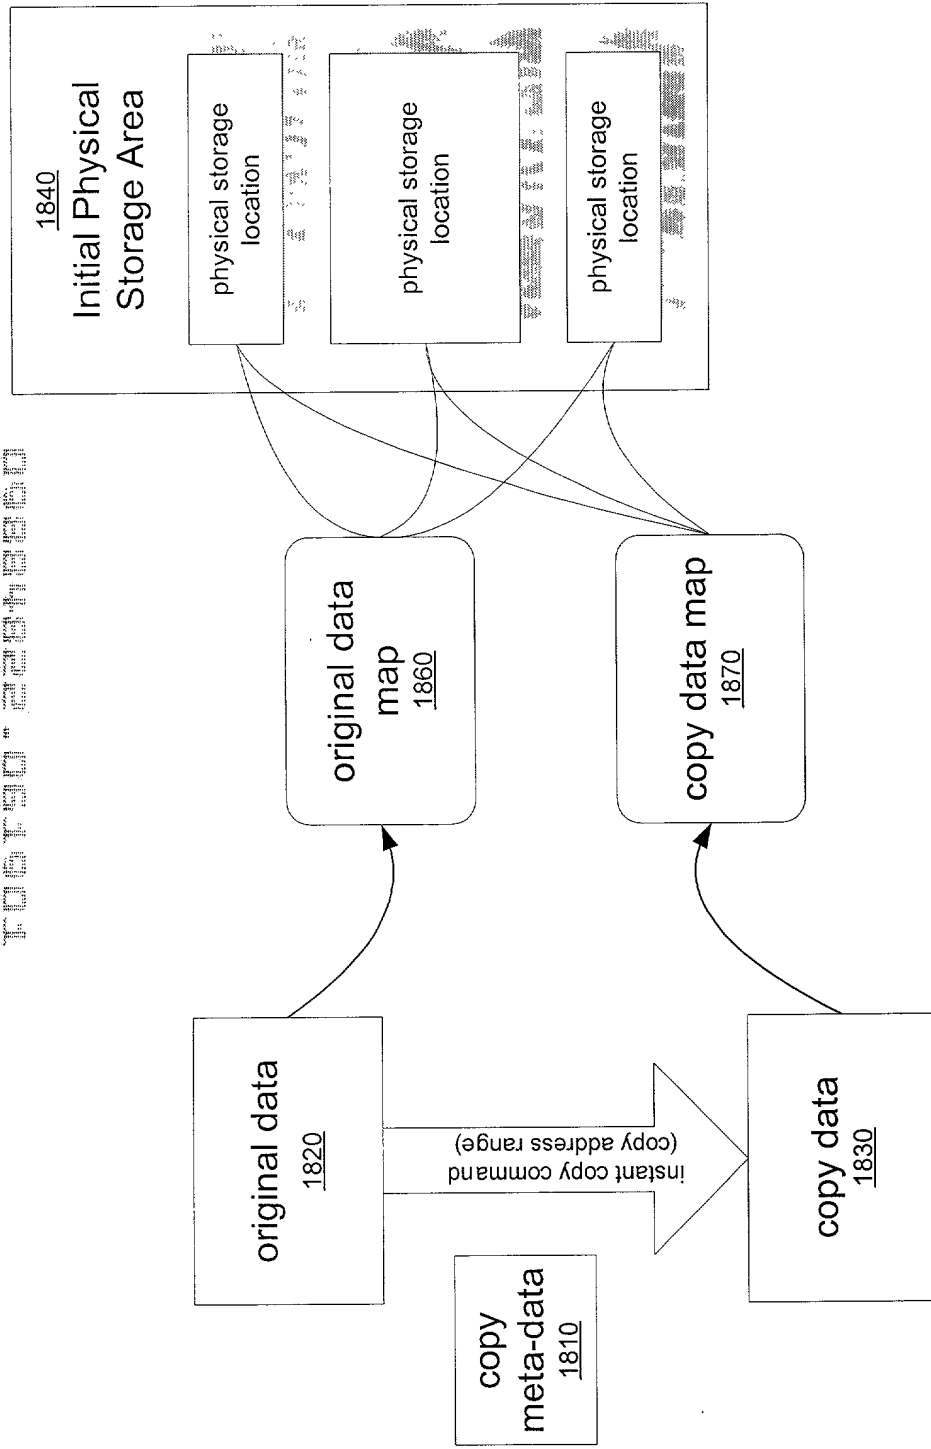 1840
Initial Physical
Storage Area
physical storage
location
physical storage
location
physical storage
location
original data
map
1860
copy data map
1870
original data
1820
instant copy command
(copy address range)
copy data
1830
copy
meta-data
1810